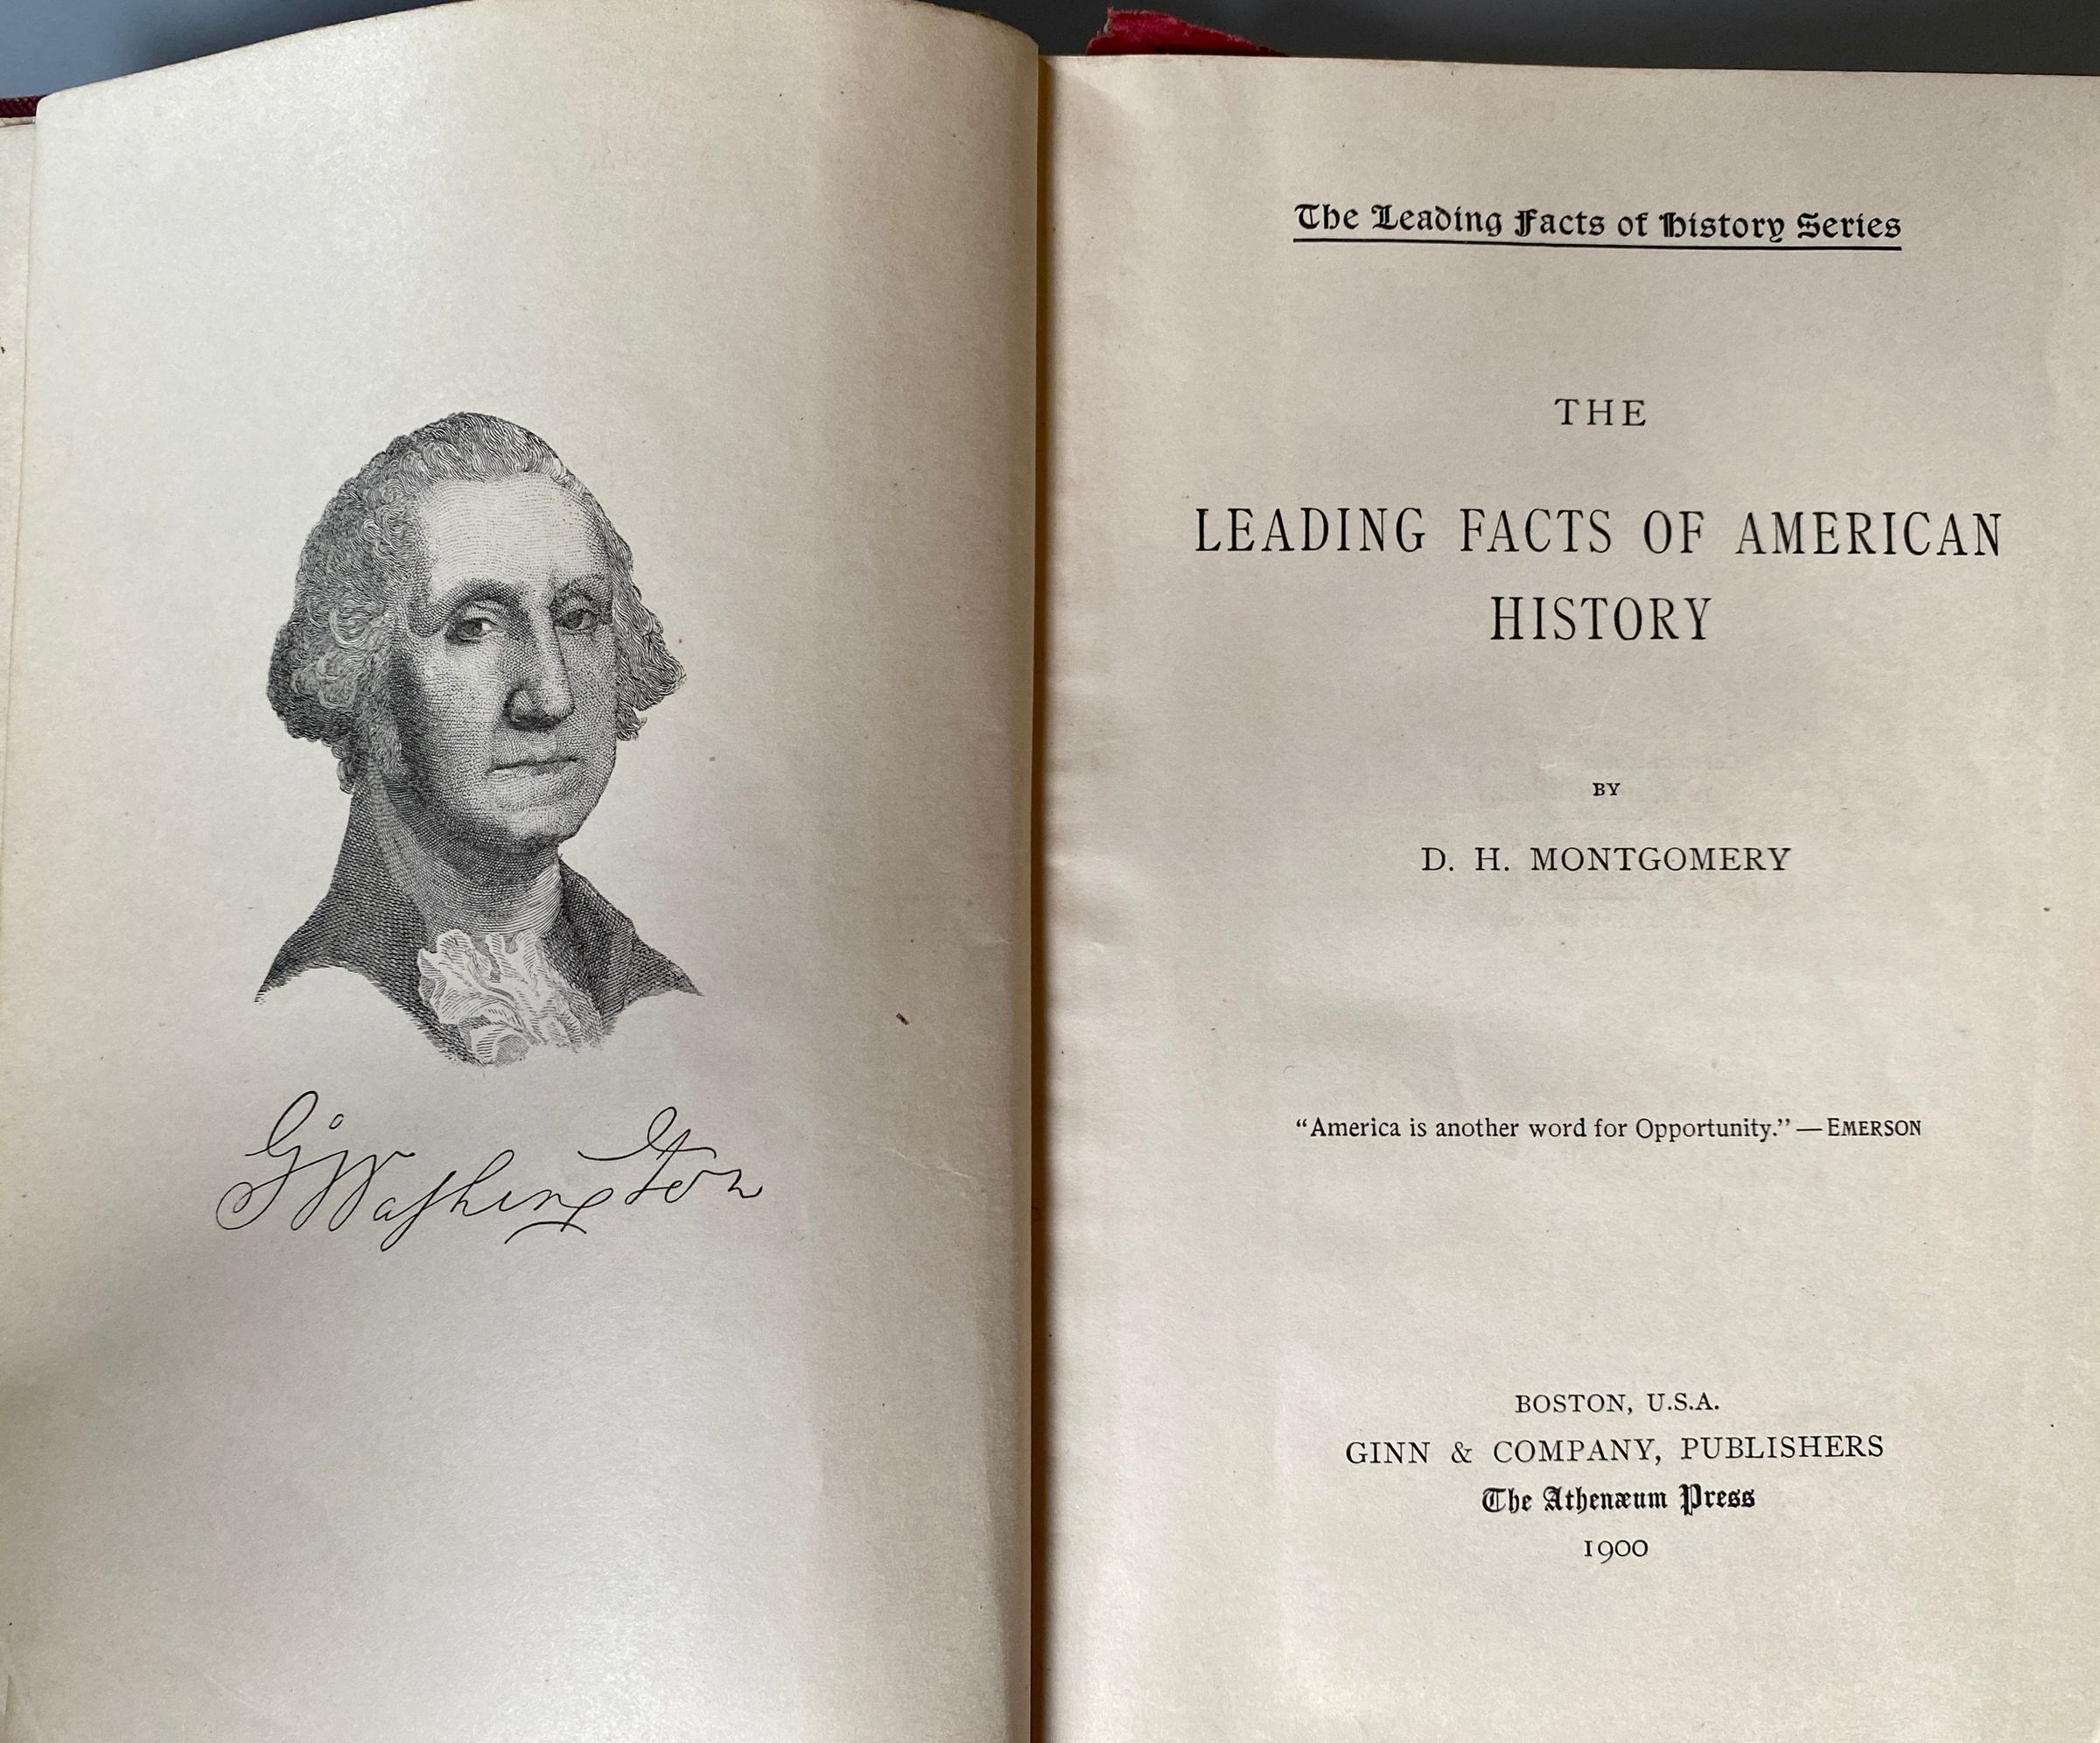 G Washington
The Leading Facts of History Series
THE
LEADING FACTS OF AMERICAN
HISTORY
BY
D. H. MONTGOMERY
“America is another word for Opportunity.” — EMERSON
BOSTON, U.S.A.
GINN & COMPANY, PUBLISHERS
The Athenæum Press
1900